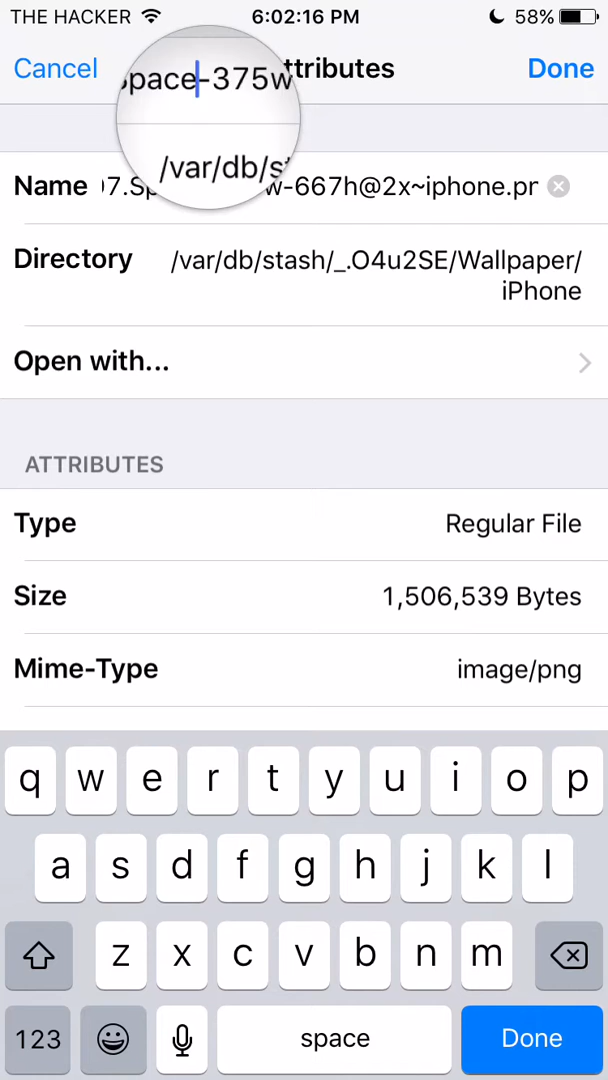 THE HACKER 6:02:16 PM 58%
Cancel ttributes Done
pace-375w
/var/db/s
Name 7.Sp w-667h@2x~iphone.pr
Directory /var/db/stash/_.O4u2SE/Wallpaper/
iPhone
Open with...
ATTRIBUTES
Type Regular File
Size 1,506,539 Bytes
Mime-Type image/png
q w e r t y u i o p
a s d f g h j k l
z x c v b n m
123 space Done